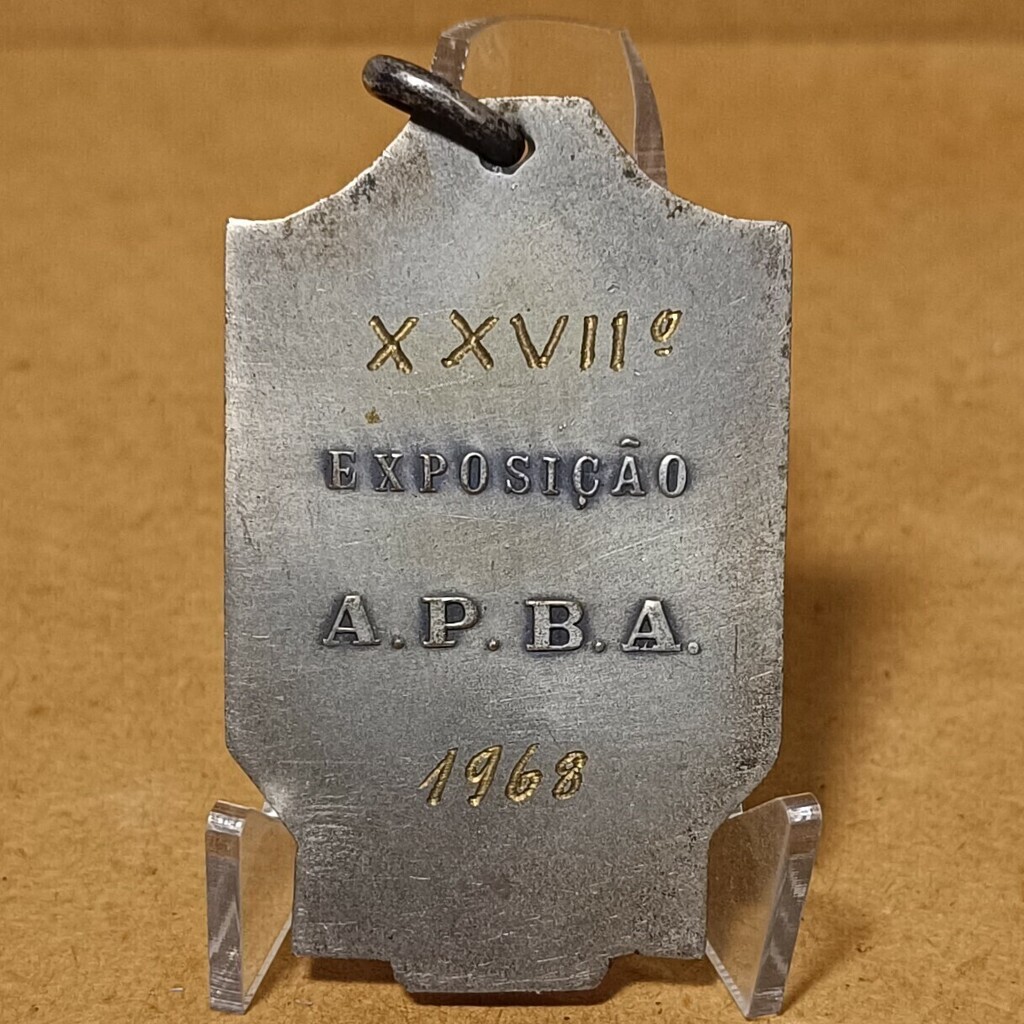 XXVIIº
EXPOSIÇÃO
A.P.B.A.
1968